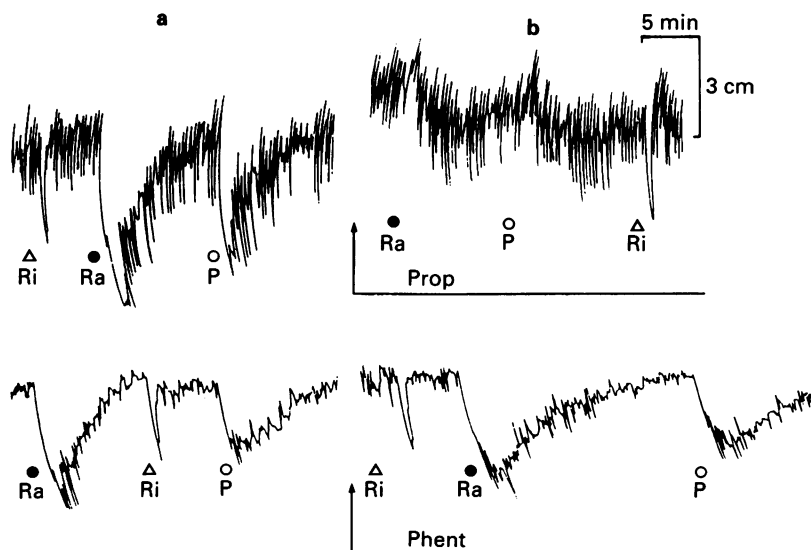 a
b
5 min
3 cm
△ Ri
● Ra
○ P
● Ra
○ P
△ Ri
Prop
● Ra
△ Ri
○ P
△ Ri
● Ra
○ P
Phent